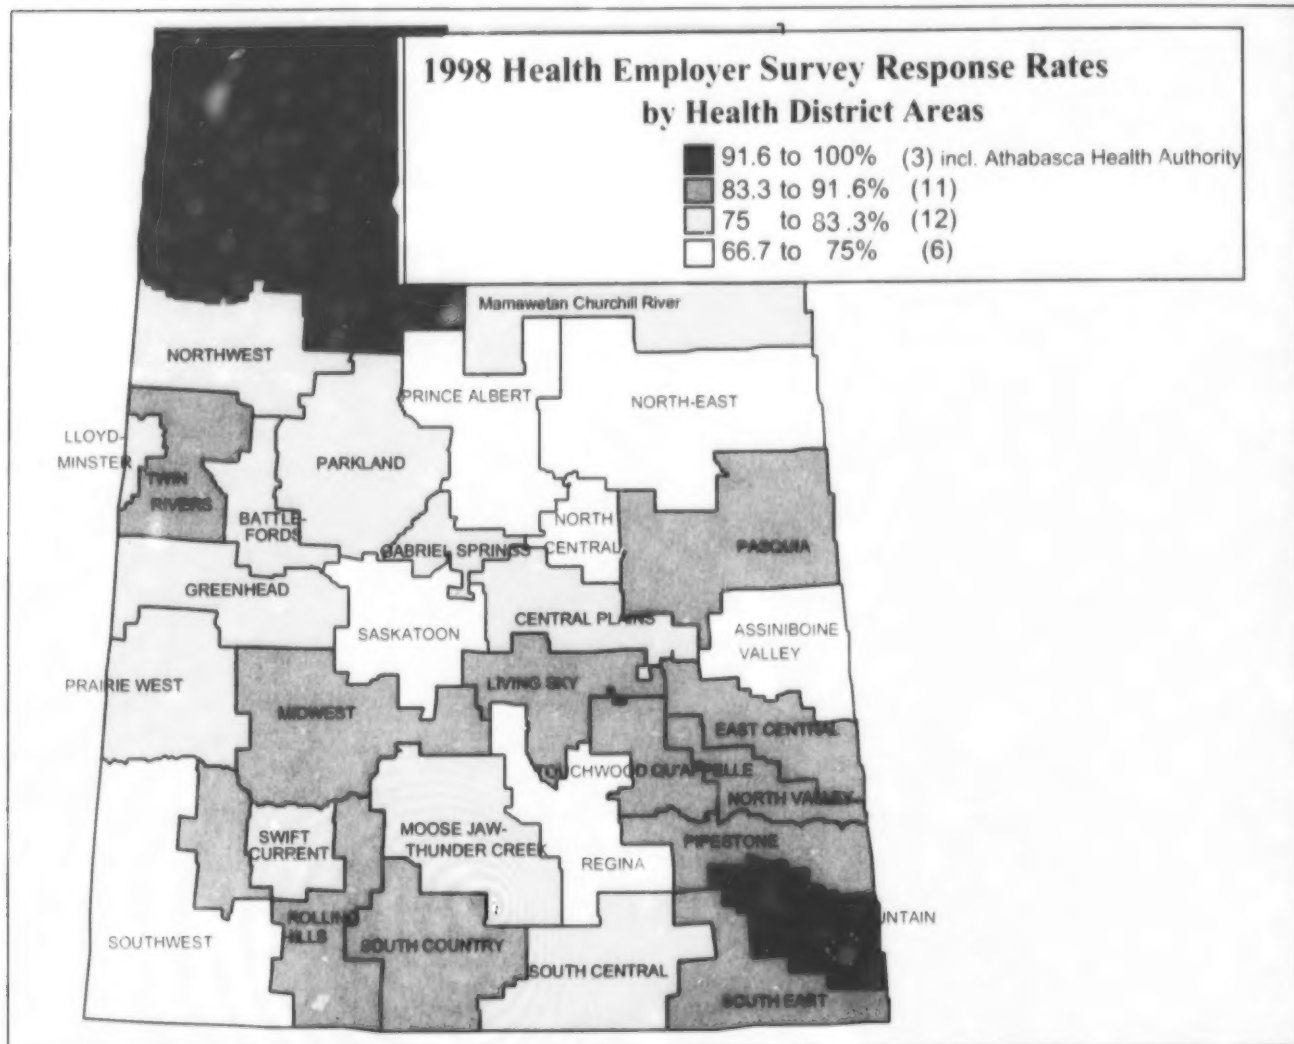 1998 Health Employer Survey Response Rates
by Health District Areas
91.6 to 100% (3) incl. Athabasca Health Authority
83.3 to 91.6% (11)
75 to 83.3% (12)
66.7 to 75% (6)
Mamawetan Churchill River
NORTHWEST
PRINCE ALBERT
NORTH-EAST
LLOYD-
MINSTER
TWIN
RIVERS
PARKLAND
BATTLE-
FORDS
NORTH
CENTRAL
GABRIEL SPRINGS
PASQUIA
GREENHEAD
CENTRAL PLAINS
SASKATOON
ASSINIBOINE
VALLEY
PRAIRIE WEST
LIVING SKY
MIDWEST
EAST CENTRAL
TOUCHWOOD QU'APPELLE
NORTH VALLEY
SWIFT
CURRENT
MOOSE JAW-
THUNDER CREEK
PIPESTONE
REGINA
UNTAIN
ROLLING
HILLS
SOUTHWEST
SOUTH COUNTRY
SOUTH CENTRAL
SOUTH EAST